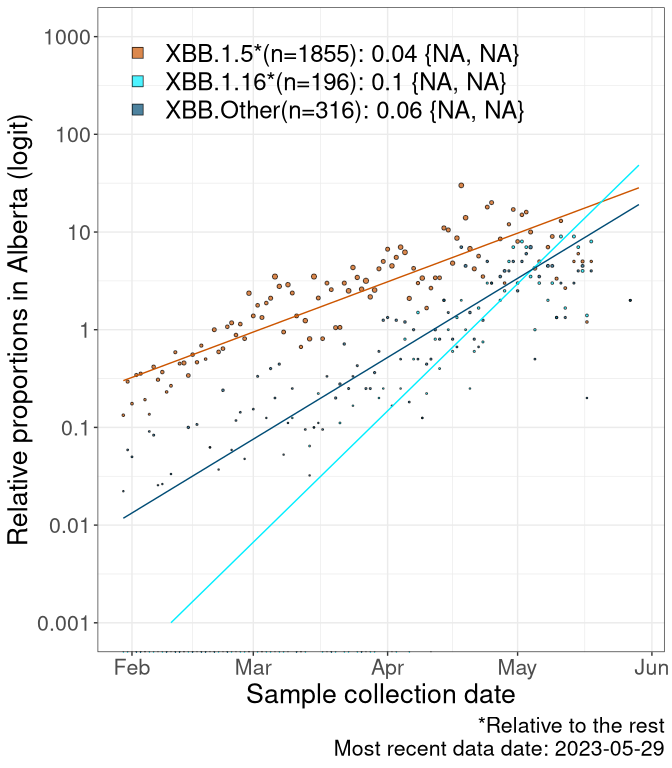 Relative proportions in Alberta (logit)
1000
100
10
1
0.1
0.01
0.001
XBB.1.5*(n=1855): 0.04 {NA, NA}
XBB.1.16*(n=196): 0.1 {NA, NA}
XBB.Other(n=316): 0.06 {NA, NA}
Feb Mar Apr May Jun
Sample collection date
*Relative to the rest
Most recent data date: 2023-05-29